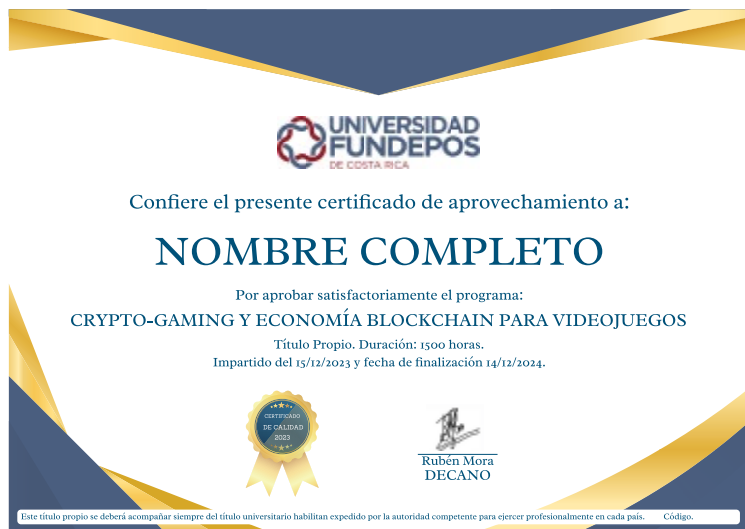 UNIVERSIDAD
FUNDEPOS
DE COSTA RICA
Confiere el presente certificado de aprovechamiento a:
NOMBRE COMPLETO
Por aprobar satisfactoriamente el programa:
CRYPTO-GAMING Y ECONOMÍA BLOCKCHAIN PARA VIDEOJUEGOS
Título Propio. Duración: 1500 horas.
Impartido del 15/12/2023 y fecha de finalización 14/12/2024.
CERTIFICADO
DE CALIDAD
2023
Rubén Mora
DECANO
Este título propio se deberá acompañar siempre del título universitario habilitan expedido por la autoridad competente para ejercer profesionalmente en cada país. Código.